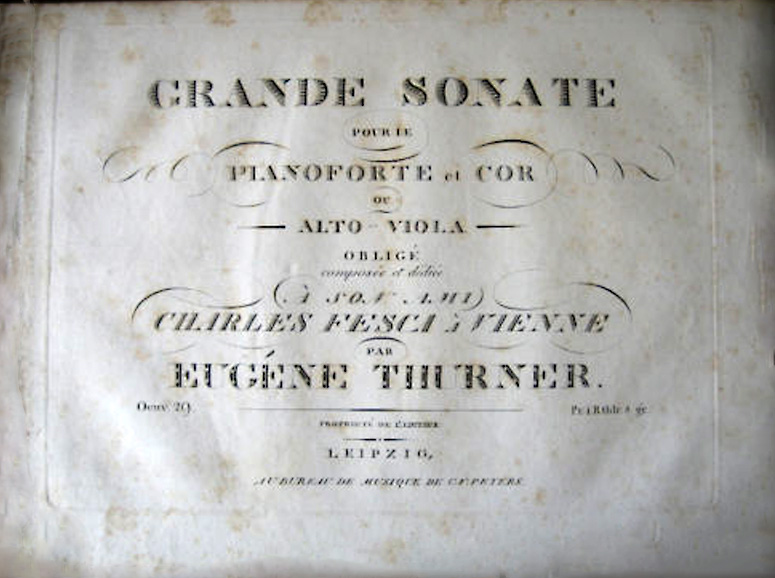 GRANDE SONATE
POUR LE
PIANOFORTE et COR
OU
ALTO-VIOLA
OBLIGÉ
composée et dédiée
(À SON AMI)
CHARLES FESCA à VIENNE
PAR
EUGÉNE THURNER.
Oeuv. 29.
PROPRIÉTÉ DE L'EDITEUR
LEIPZIG,
AU BUREAU DE MUSIQUE DE C.F. PETERS.